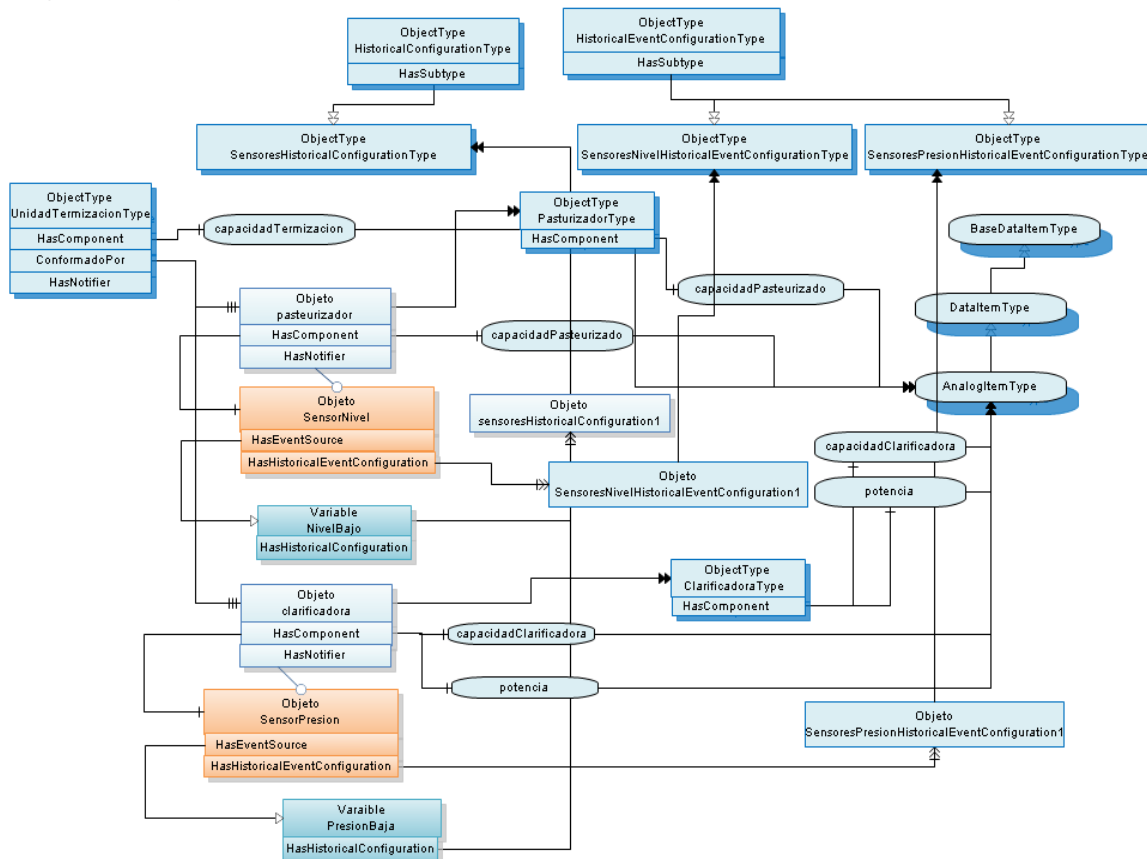 ObjectType
HistoricalConfigurationType
HasSubtype
ObjectType
HistoricalEventConfigurationType
HasSubtype
ObjectType
SensoresHistoricalConfigurationType
ObjectType
SensoresNivelHistoricalEventConfigurationType
ObjectType
SensoresPresionHistoricalEventConfigurationType
ObjectType
UnidadTermizacionType
HasComponent
ConformadoPor
HasNotifier
capacidadTermizacion
ObjectType
PasturizadorType
HasComponent
BaseDataItemType
capacidadPasteurizado
DataItemType
Objeto
pasteurizador
HasComponent
HasNotifier
capacidadPasteurizado
AnalogItemType
Objeto
SensorNivel
HasEventSource
HasHistoricalEventConfiguration
Objeto
sensoresHistoricalConfiguration1
capacidadClarificadora
Objeto
SensoresNivelHistoricalEventConfiguration1
potencia
Variable
NivelBajo
HasHistoricalConfiguration
ObjectType
ClarificadoraType
HasComponent
Objeto
clarificadora
HasComponent
HasNotifier
capacidadClarificadora
potencia
Objeto
SensorPresion
HasEventSource
HasHistoricalEventConfiguration
Objeto
SensoresPresionHistoricalEventConfiguration1
Varaible
PresionBaja
HasHistoricalConfiguration